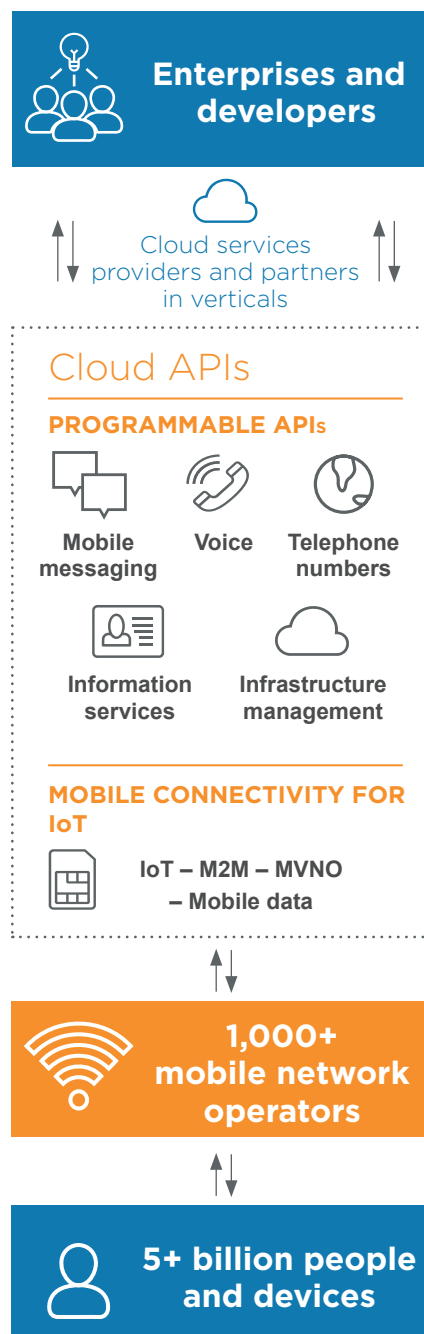 Enterprises and
developers
Cloud services
providers and partners
in verticals
Cloud APIs
PROGRAMMABLE APIs
Mobile
messaging
Voice
Telephone
numbers
Information
services
Infrastructure
management
MOBILE CONNECTIVITY FOR
IoT
IoT – M2M – MVNO
– Mobile data
1,000+
mobile network
operators
5+ billion people
and devices